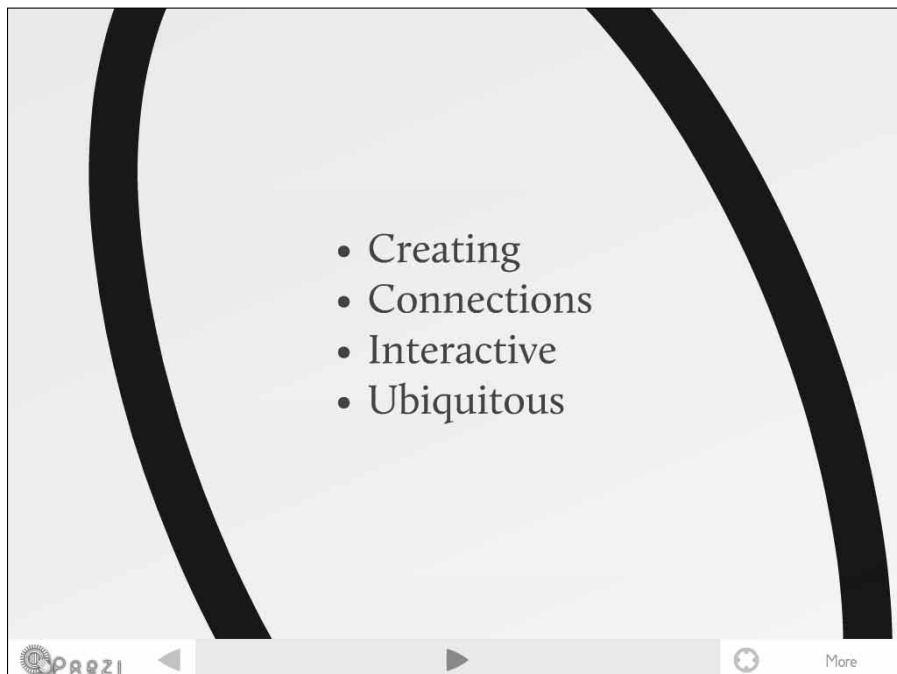 • Creating
• Connections
• Interactive
• Ubiquitous
Prezi
More